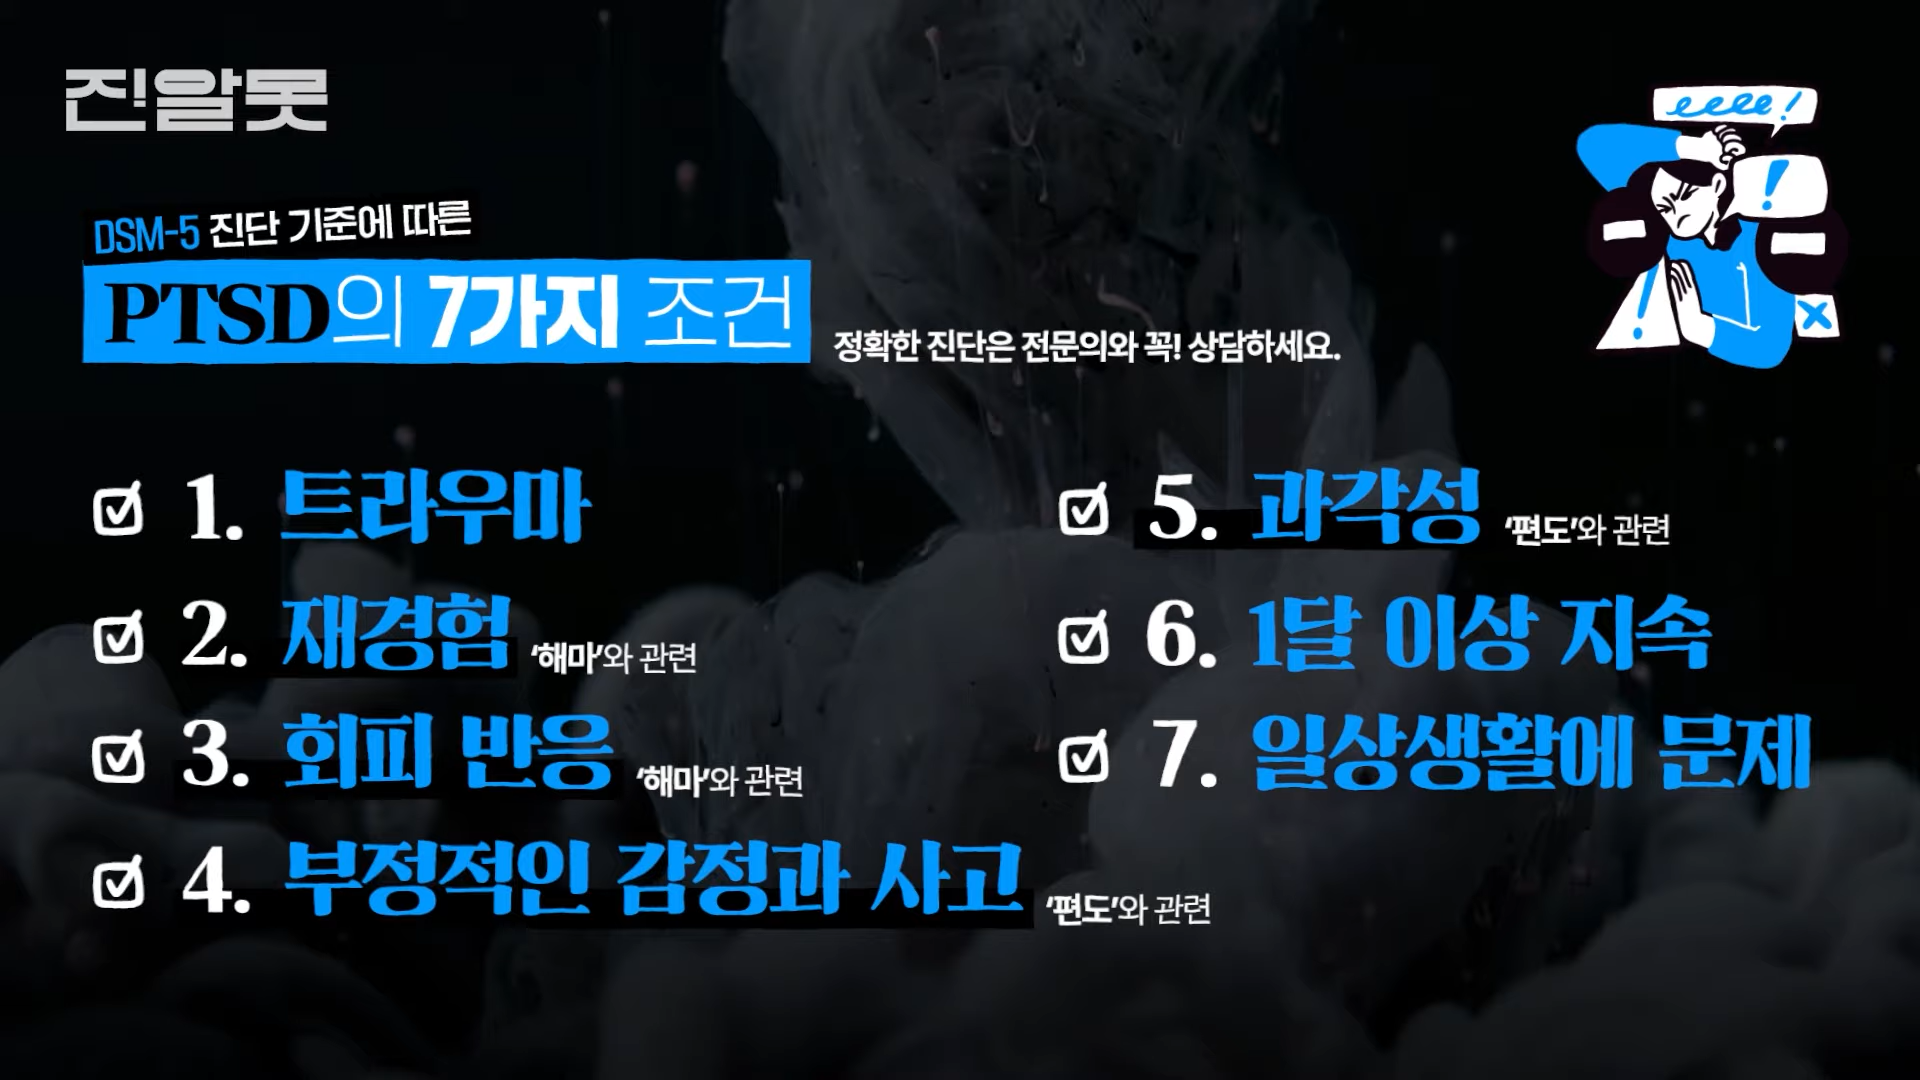 진알못
eeeee!
!
DSM-5 진단 기준에 따른
PTSD의 7가지 조건
정확한 진단은 전문의와 꼭! 상담하세요.
!
1. 트라우마
2. 재경험 '해마'와 관련
3. 회피 반응 '해마'와 관련
4. 부정적인 감정과 사고 '편도'와 관련
5. 과각성 '편도'와 관련
6. 1달 이상 지속
7. 일상생활에 문제